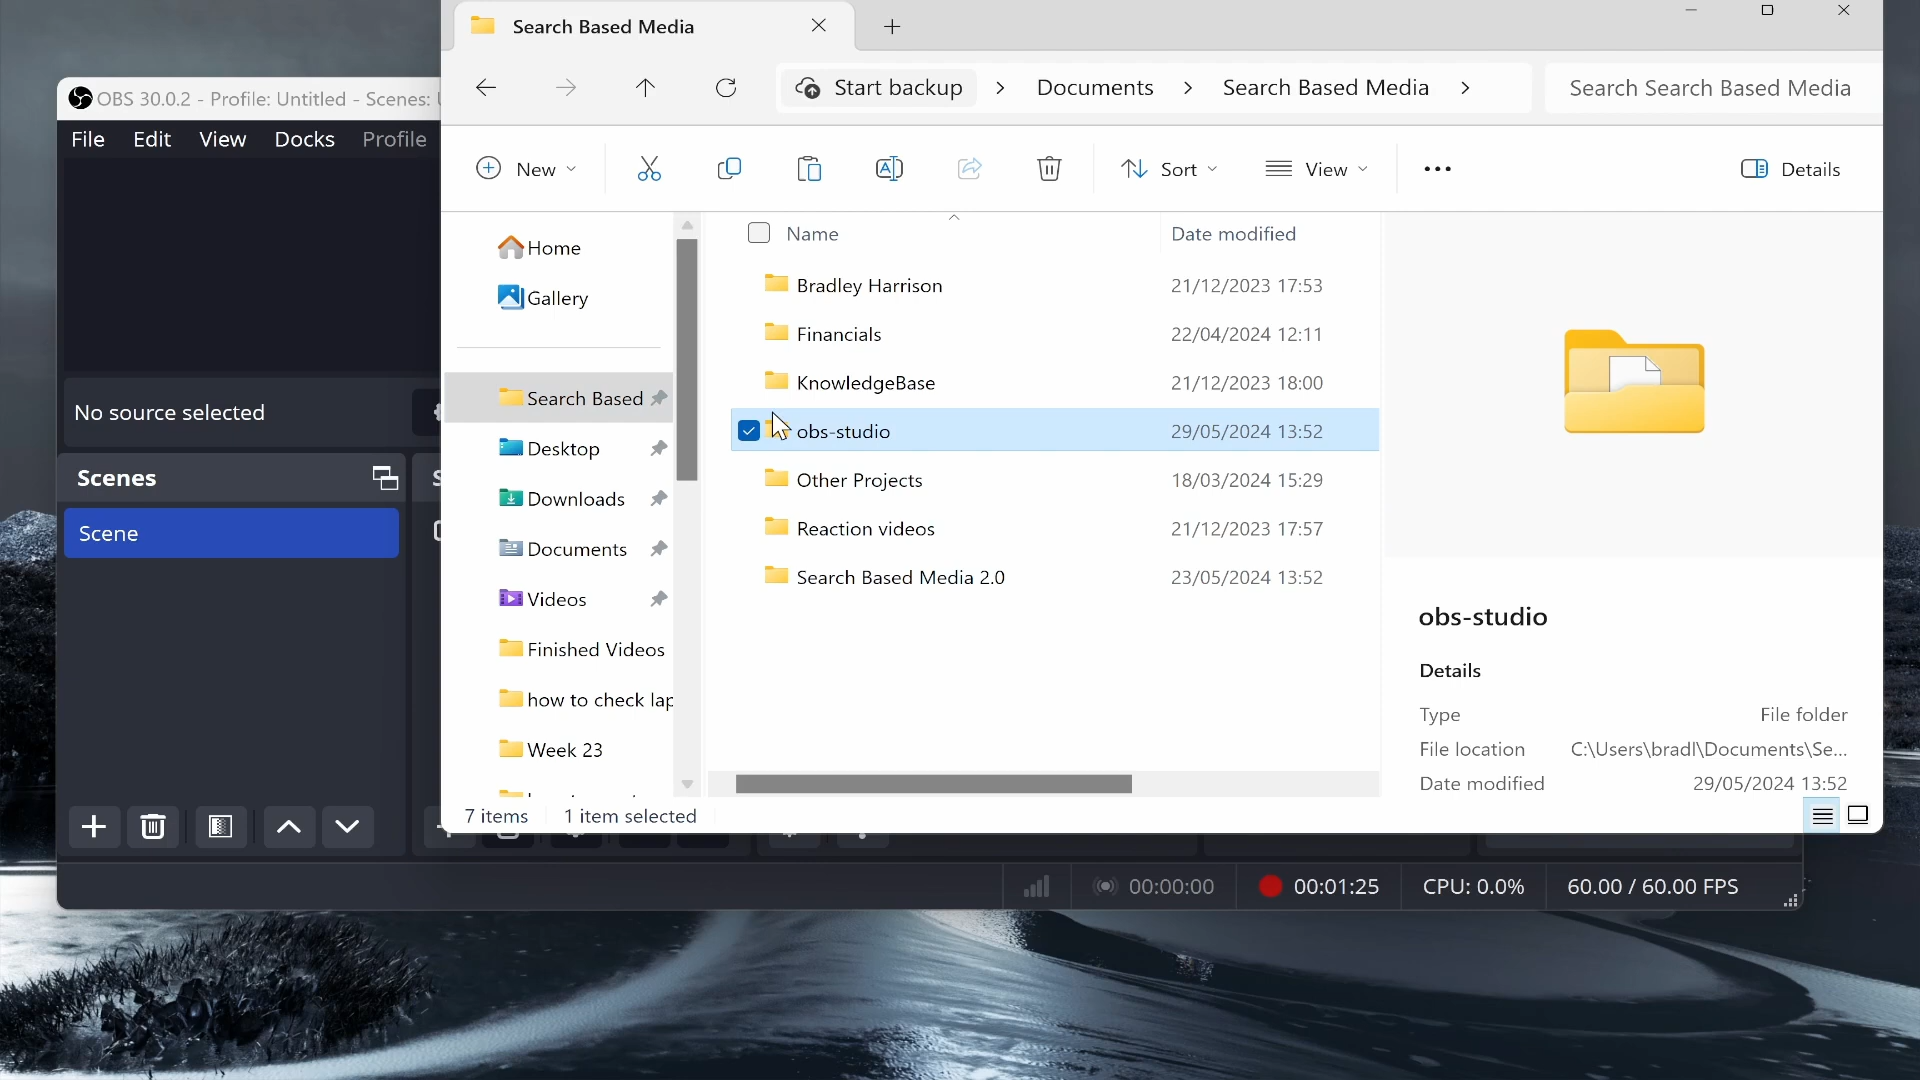 Search Based Media
OBS 30.0.2 - Profile: Untitled - Scenes:
File Edit View Docks Profile
Start backup Documents Search Based Media Search Search Based Media
New Sort View Details
Home
Gallery
Search Based
Desktop
Downloads
Documents
Videos
Finished Videos
how to check lap
Week 23
Name Date modified
Bradley Harrison 21/12/2023 17:53
Financials 22/04/2024 12:11
KnowledgeBase 21/12/2023 18:00
obs-studio 29/05/2024 13:52
Other Projects 18/03/2024 15:29
Reaction videos 21/12/2023 17:57
Search Based Media 2.0 23/05/2024 13:52
obs-studio
Details
Type File folder
File location C:\Users\bradl\Documents\Se...
Date modified 29/05/2024 13:52
7 items 1 item selected
No source selected
Scenes
Scene
00:00:00 00:01:25 CPU: 0.0% 60.00 / 60.00 FPS